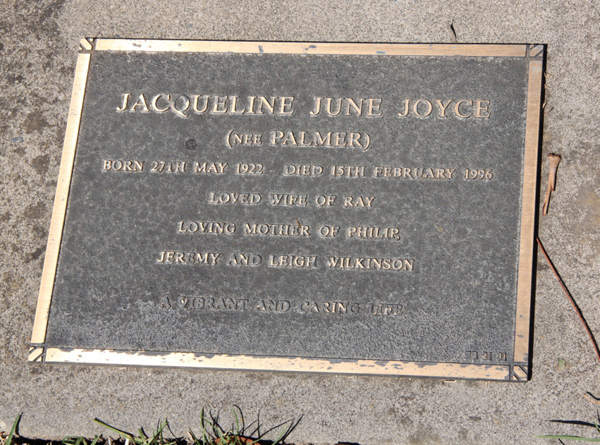 JACQUELINE JUNE JOYCE
(NEE PALMER)
BORN 27TH MAY 1922 DIED 15TH FEBRUARY 1996
LOVED WIFE OF RAY
LOVING MOTHER OF PHILIP,
JEREMY AND LEIGH WILKINSON
A VIBRANT AND CARING LIFE